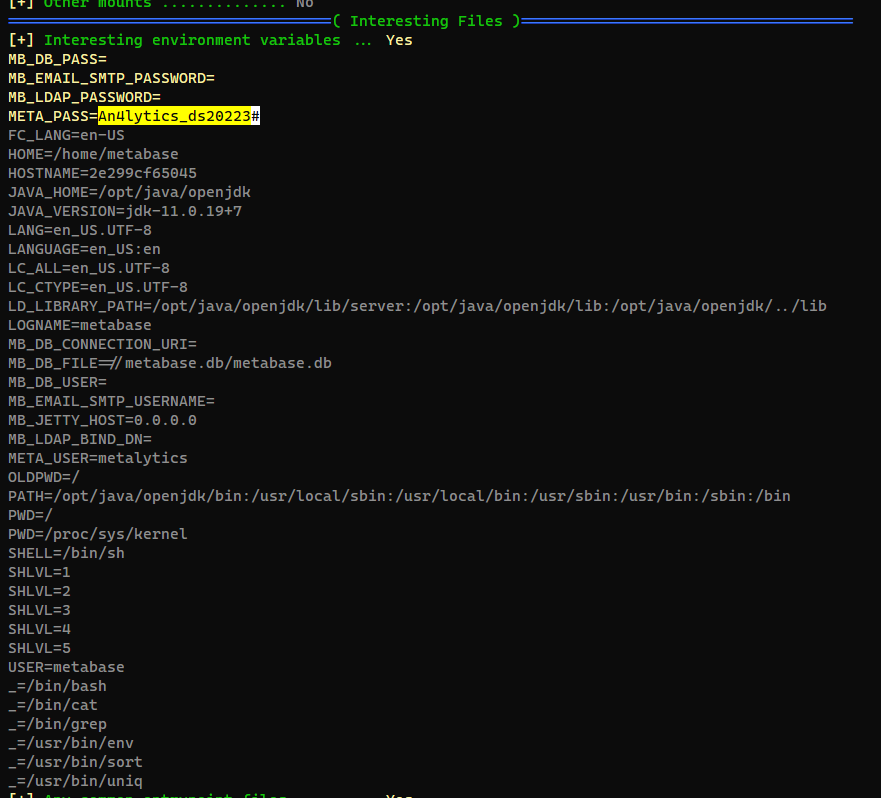 [+] Other mounts .............. No
( Interesting Files )
[+] Interesting environment variables ... Yes
MB_DB_PASS=
MB_EMAIL_SMTP_PASSWORD=
MB_LDAP_PASSWORD=
META_PASS=An4lytics_ds20223#
FC_LANG=en-US
HOME=/home/metabase
HOSTNAME=2e299cf65045
JAVA_HOME=/opt/java/openjdk
JAVA_VERSION=jdk-11.0.19+7
LANG=en_US.UTF-8
LANGUAGE=en_US:en
LC_ALL=en_US.UTF-8
LC_CTYPE=en_US.UTF-8
LD_LIBRARY_PATH=/opt/java/openjdk/lib/server:/opt/java/openjdk/lib:/opt/java/openjdk/../lib
LOGNAME=metabase
MB_DB_CONNECTION_URI=
MB_DB_FILE=//metabase.db/metabase.db
MB_DB_USER=
MB_EMAIL_SMTP_USERNAME=
MB_JETTY_HOST=0.0.0.0
MB_LDAP_BIND_DN=
META_USER=metalytics
OLDPWD=/
PATH=/opt/java/openjdk/bin:/usr/local/sbin:/usr/local/bin:/usr/sbin:/usr/bin:/sbin:/bin
PWD=/
PWD=/proc/sys/kernel
SHELL=/bin/sh
SHLVL=1
SHLVL=2
SHLVL=3
SHLVL=4
SHLVL=5
USER=metabase
_=/bin/bash
_=/bin/cat
_=/bin/grep
_=/usr/bin/env
_=/usr/bin/sort
_=/usr/bin/uniq
[+] Any common entrypoint files ........... Yes